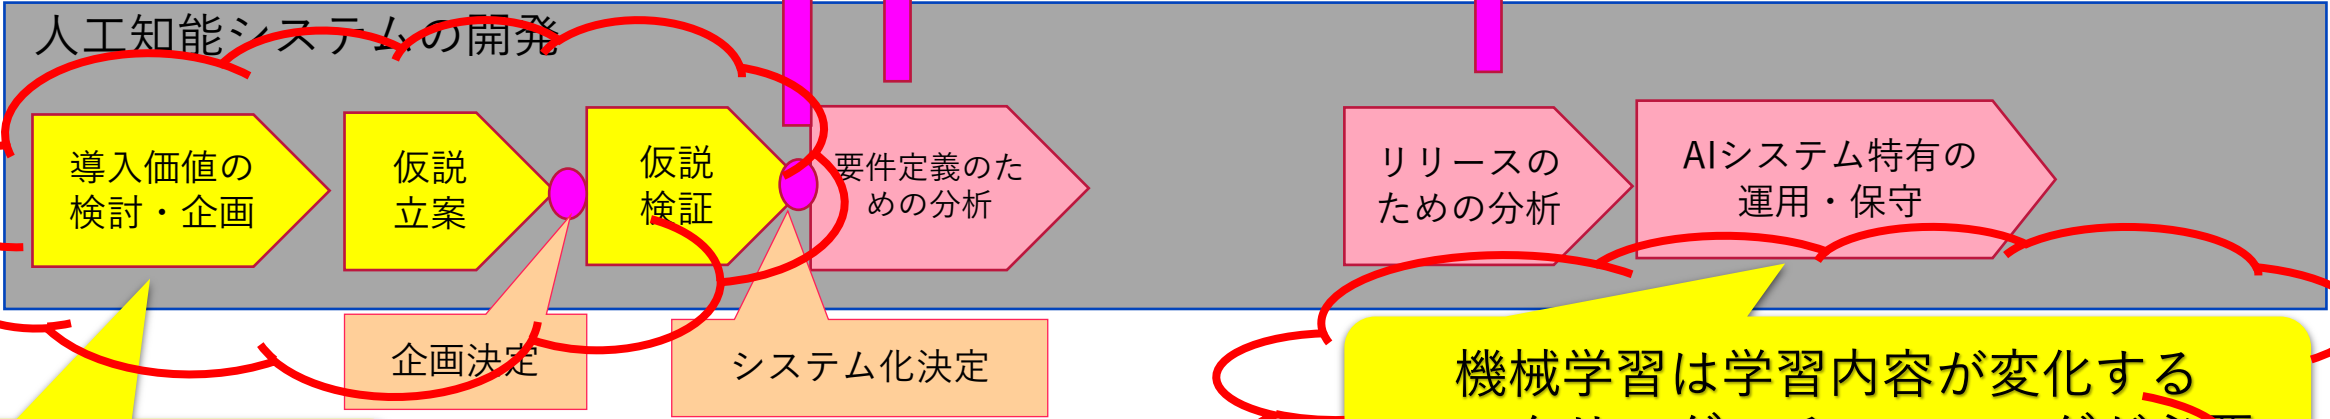 人工知能システムの開発
導入価値の
検討・企画
仮説
立案
仮説
検証
要件定義のた
めの分析
リリースの
ための分析
AIシステム特有の
運用・保守
企画決定
システム化決定
機械学習は学習内容が変化する